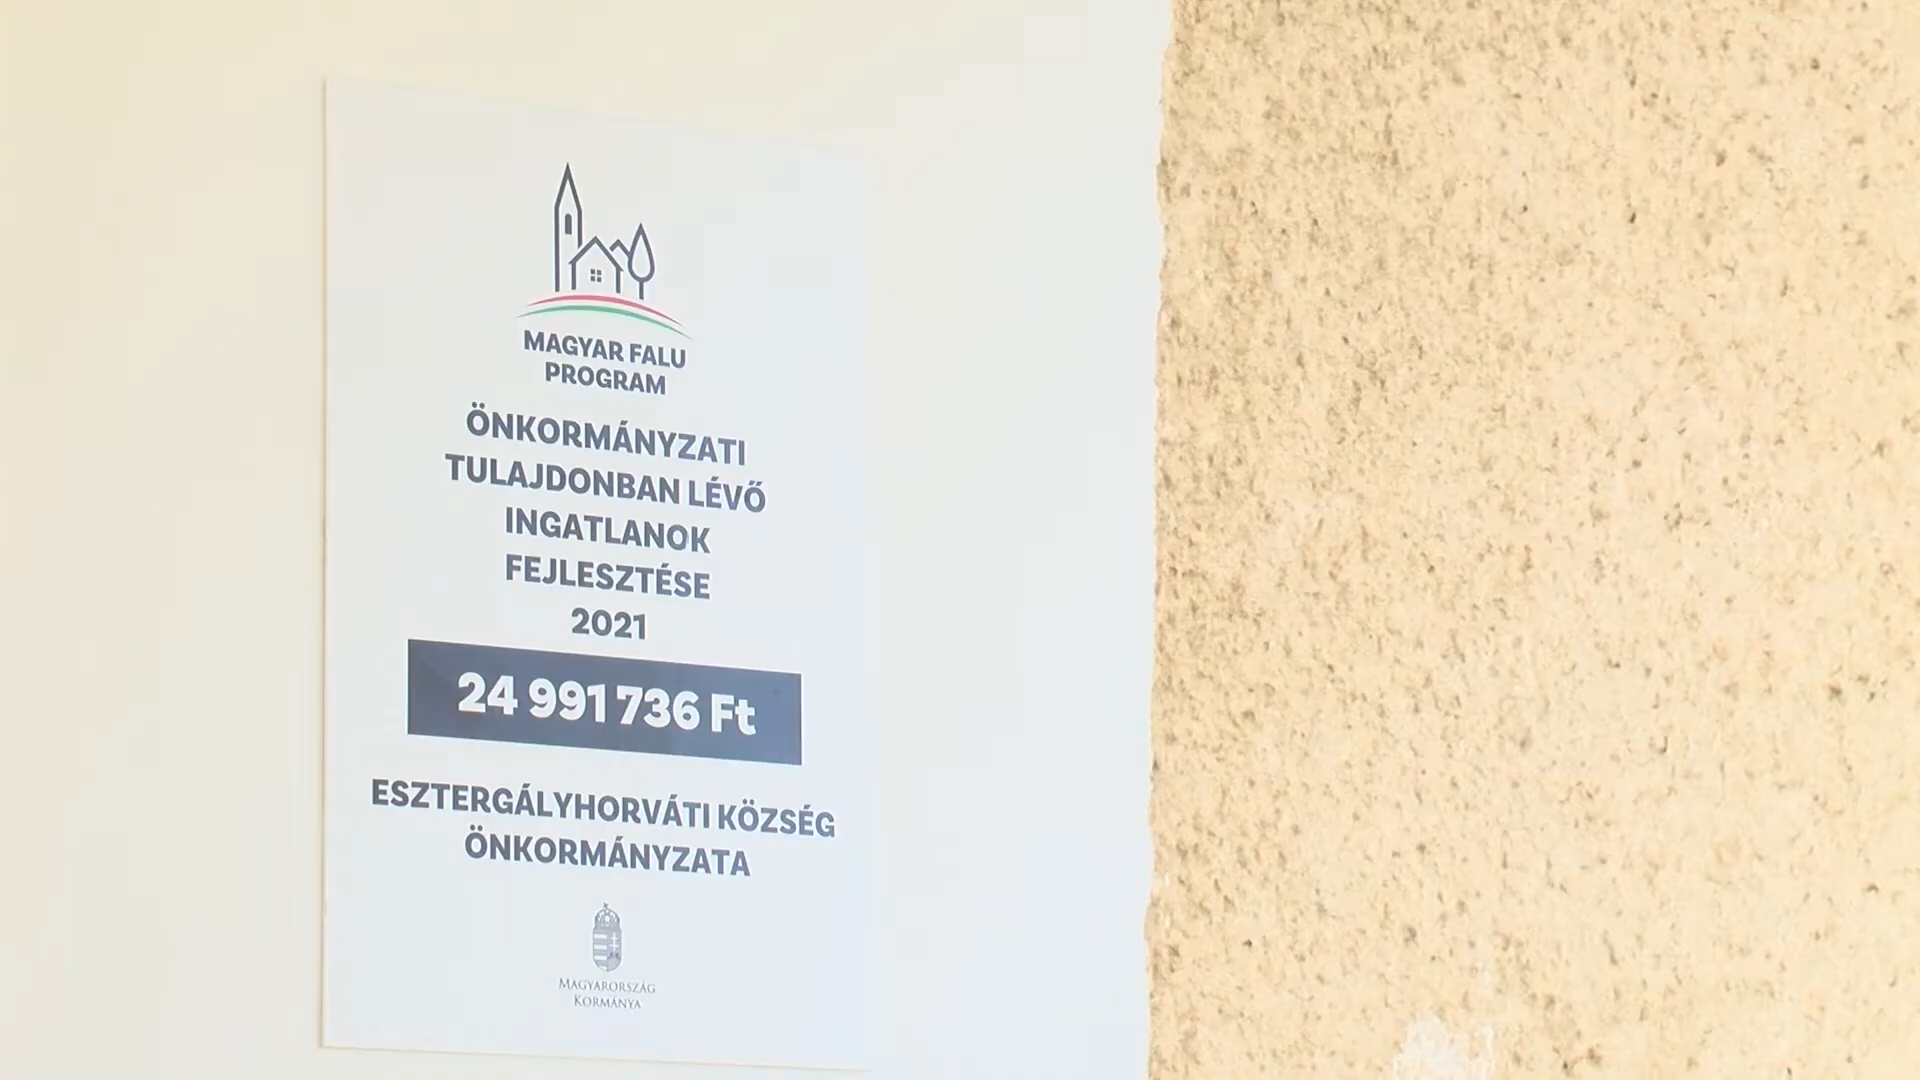 MAGYAR FALU
PROGRAM
ÖNKORMÁNYZATI
TULAJDONBAN LÉVŐ
INGATLANOK
FEJLESZTÉSE
2021
24 991 736 Ft
ESZTERGÁLYHORVÁTI KÖZSÉG
ÖNKORMÁNYZATA
MAGYARORSZÁG
KORMÁNYA